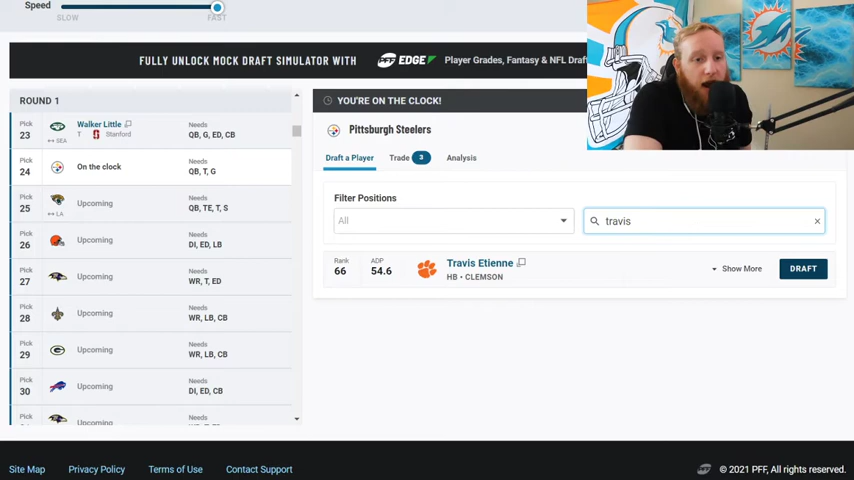 Speed
SLOW FAST
FULLY UNLOCK MOCK DRAFT SIMULATOR WITH PFF EDGE Player Grades, Fantasy & NFL Draf
ROUND 1
Pick 23 Walker Little Needs
SEA T Stanford QB, G, ED, CB
Pick 24 On the clock Needs
QB, T, G
Pick 25 Upcoming Needs
LA QB, TE, T, S
Pick 26 Upcoming Needs
DI, ED, LB
Pick 27 Upcoming Needs
WR, T, ED
Pick 28 Upcoming Needs
WR, LB, CB
Pick 29 Upcoming Needs
WR, LB, CB
Pick 30 Upcoming Needs
DI, ED, CB
Pick Upcoming Needs
YOU'RE ON THE CLOCK!
Pittsburgh Steelers
Draft a Player Trade 3 Analysis
Filter Positions
All travis
Rank ADP Travis Etienne Show More DRAFT
66 54.6 HB • CLEMSON
Site Map Privacy Policy Terms of Use Contact Support PFF © 2021 PFF, All rights reserved.